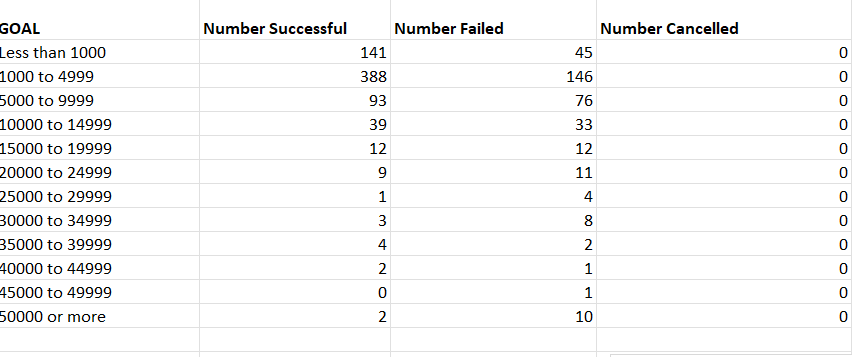 GOAL Number Successful Number Failed Number Cancelled
Less than 1000 141 45 0
1000 to 4999 388 146 0
5000 to 9999 93 76 0
10000 to 14999 39 33 0
15000 to 19999 12 12 0
20000 to 24999 9 11 0
25000 to 29999 1 4 0
30000 to 34999 3 8 0
35000 to 39999 4 2 0
40000 to 44999 2 1 0
45000 to 49999 0 1 0
50000 or more 2 10 0